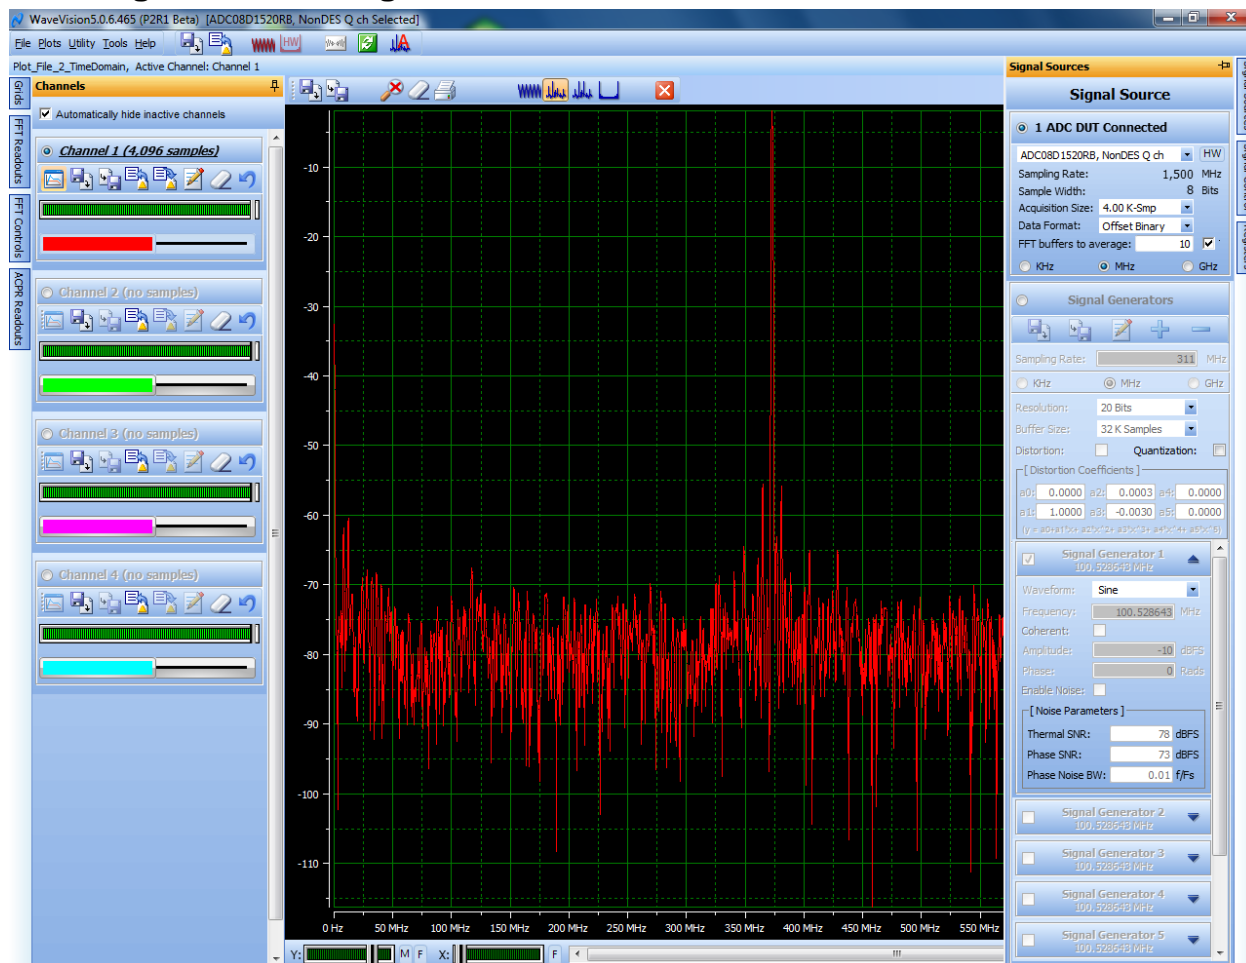 WaveVision5.0.6.465 (P2R1 Beta) [ADC08D1520RB, NonDES Q ch Selected]
File Plots Utility Tools Help
HW
Plot_File_2_TimeDomain, Active Channel: Channel 1
Grids
FFT Readouts
FFT Controls
ACPR Readouts
Channels
Automatically hide inactive channels
Channel 1 (4,096 samples)
Channel 2 (no samples)
Channel 3 (no samples)
Channel 4 (no samples)
-10
-20
-30
-40
-50
-60
-70
-80
-90
-100
-110
0 Hz 50 MHz 100 MHz 150 MHz 200 MHz 250 MHz 300 MHz 350 MHz 400 MHz 450 MHz 500 MHz 550 MHz
Y: M F X: F
Signal Sources
Signal Source
1 ADC DUT Connected
ADC08D1520RB, NonDES Q ch HW
Sampling Rate: 1,500 MHz
Sample Width: 8 Bits
Acquisition Size: 4.00 K-Smp
Data Format: Offset Binary
FFT buffers to average: 10
KHz MHz GHz
Signal Generators
Sampling Rate: 311 MHz
KHz MHz GHz
Resolution: 20 Bits
Buffer Size: 32 K Samples
Distortion: Quantization:
[ Distortion Coefficients ]
a0: 0.0000 a2: 0.0003 a4: 0.0000
a1: 1.0000 a3: -0.0030 a5: 0.0000
Signal Generator 1
100.528643 MHz
Waveform: Sine
Frequency: 100.528643 MHz
Coherent:
Amplitude: -10 dBFS
Phase: 0 Rads
Enable Noise:
[ Noise Parameters ]
Thermal SNR: 78 dBFS
Phase SNR: 73 dBFS
Phase Noise BW: 0.01 f/Fs
Signal Generator 2
100.528643 MHz
Signal Generator 3
100.528643 MHz
Signal Generator 4
100.528643 MHz
Signal Generator 5
100.528643 MHz